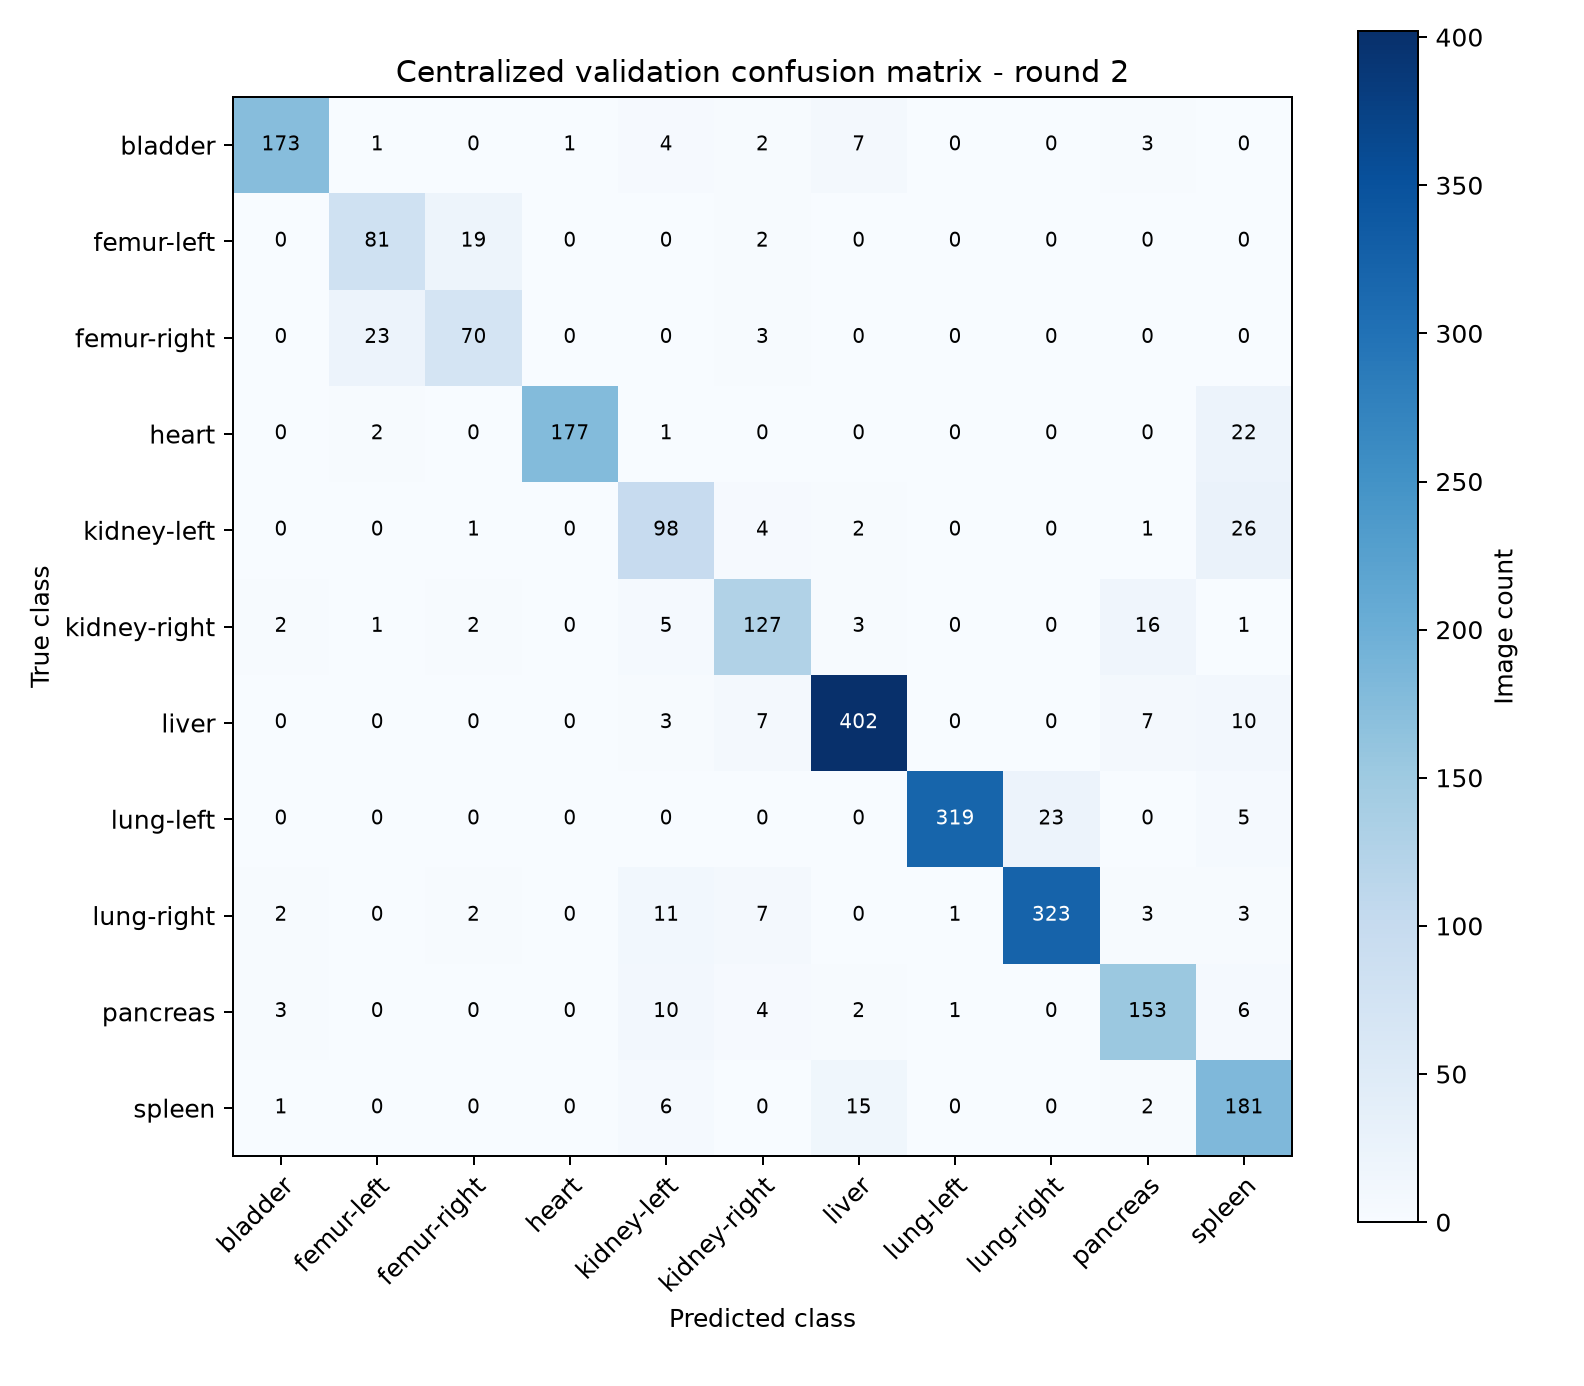 Centralized validation confusion matrix - round 2
bladder 173 1 0 1 4 2 7 0 0 3 0
femur-left 0 81 19 0 0 2 0 0 0 0 0
femur-right 0 23 70 0 0 3 0 0 0 0 0
heart 0 2 0 177 1 0 0 0 0 0 22
kidney-left 0 0 1 0 98 4 2 0 0 1 26
kidney-right 2 1 2 0 5 127 3 0 0 16 1
liver 0 0 0 0 3 7 402 0 0 7 10
lung-left 0 0 0 0 0 0 0 319 23 0 5
lung-right 2 0 2 0 11 7 0 1 323 3 3
pancreas 3 0 0 0 10 4 2 1 0 153 6
spleen 1 0 0 0 6 0 15 0 0 2 181
bladder femur-left femur-right heart kidney-left kidney-right liver lung-left lung-right pancreas spleen
Predicted class
True class
400
350
300
250
200
150
100
50
0
Image count